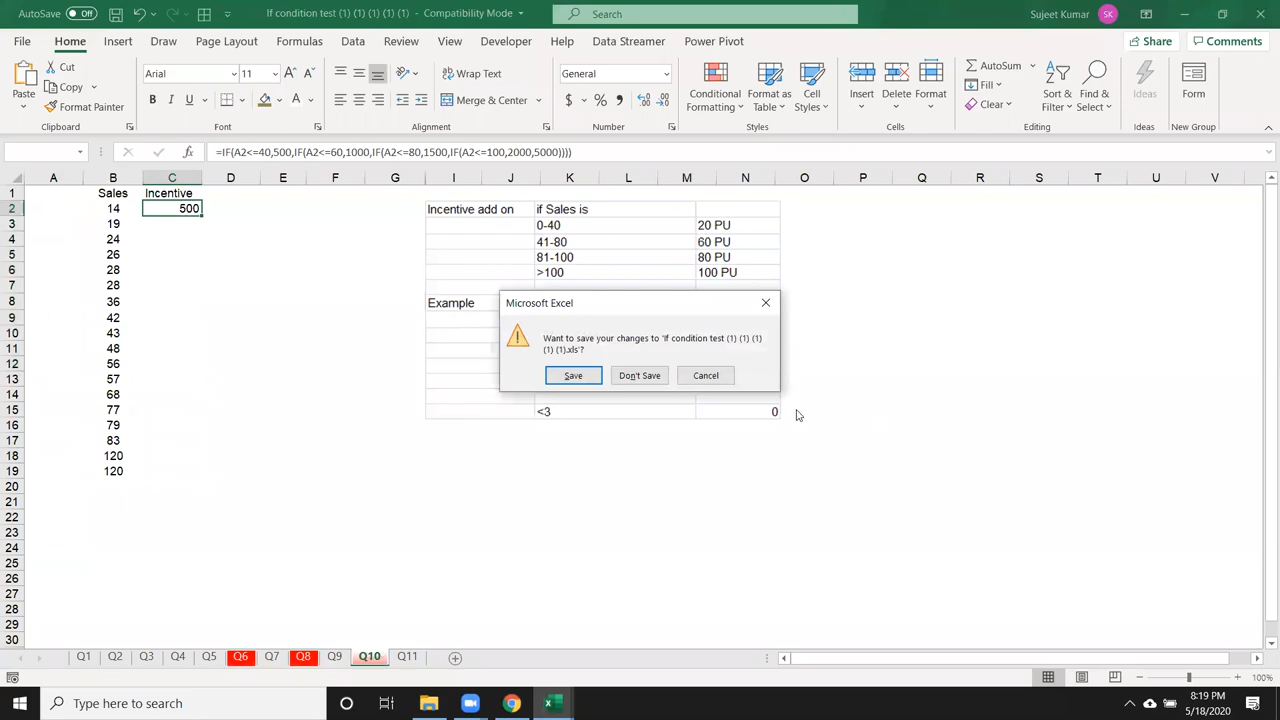 AutoSave Off If condition test (1) (1) (1) (1) (1) - Compatibility Mode Search Sujeet Kumar SK
File Home Insert Draw Page Layout Formulas Data Review View Developer Help Data Streamer Power Pivot Share Comments
Paste Cut Copy Format Painter Clipboard
Arial 11 B I U A Font
Wrap Text Merge & Center Alignment
General $ % , Number
Conditional Formatting Format as Table Cell Styles Styles
Insert Delete Format Cells
AutoSum Fill Clear Sort & Filter Find & Select Editing
Ideas Ideas
Form New Group
fx =IF(A2<=40,500,IF(A2<=60,1000,IF(A2<=80,1500,IF(A2<=100,2000,5000))))
A B C D E F G I J K L M N O P Q R S T U V
1 Sales Incentive
2 14 500 Incentive add on if Sales is
3 19 0-40 20 PU
4 24 41-80 60 PU
5 26 81-100 80 PU
6 28 >100 100 PU
7 28
8 36 Example
9 42
10 43
11 48
12 56
13 57
14 68
15 77 <3 0
16 79
17 83
18 120
19 120
20
21
22
23
24
25
26
27
28
29
30
Microsoft Excel
Want to save your changes to 'If condition test (1) (1) (1)
(1) (1).xls'?
Save Don't Save Cancel
Q1 Q2 Q3 Q4 Q5 Q6 Q7 Q8 Q9 Q10 Q11
100%
Type here to search
8:19 PM
5/18/2020